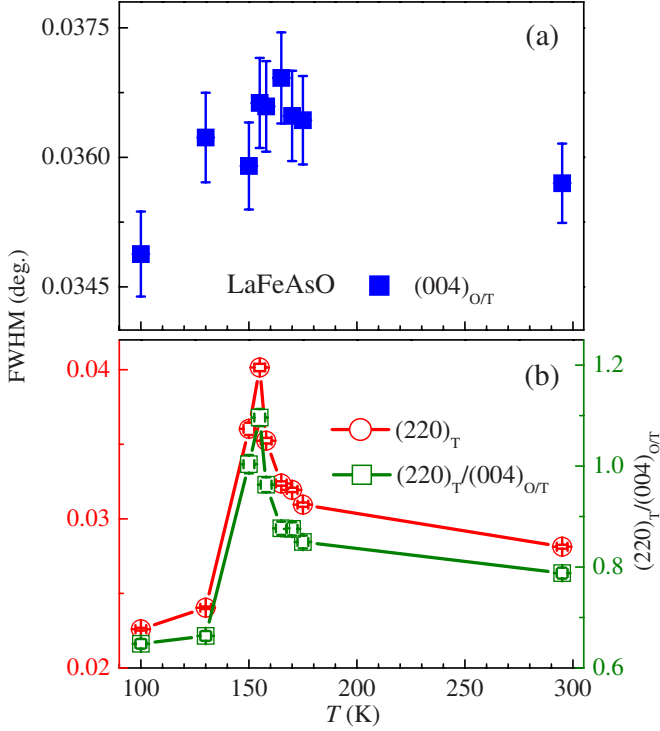 (a)
0.0375
0.0360
0.0345
LaFeAsO (004)O/T
FWHM (deg.)
(b)
0.04
0.03
0.02
1.2
1.0
0.8
0.6
(220)T
(220)T/(004)O/T
(220)T/(004)O/T
100 150 200 250 300
T (K)